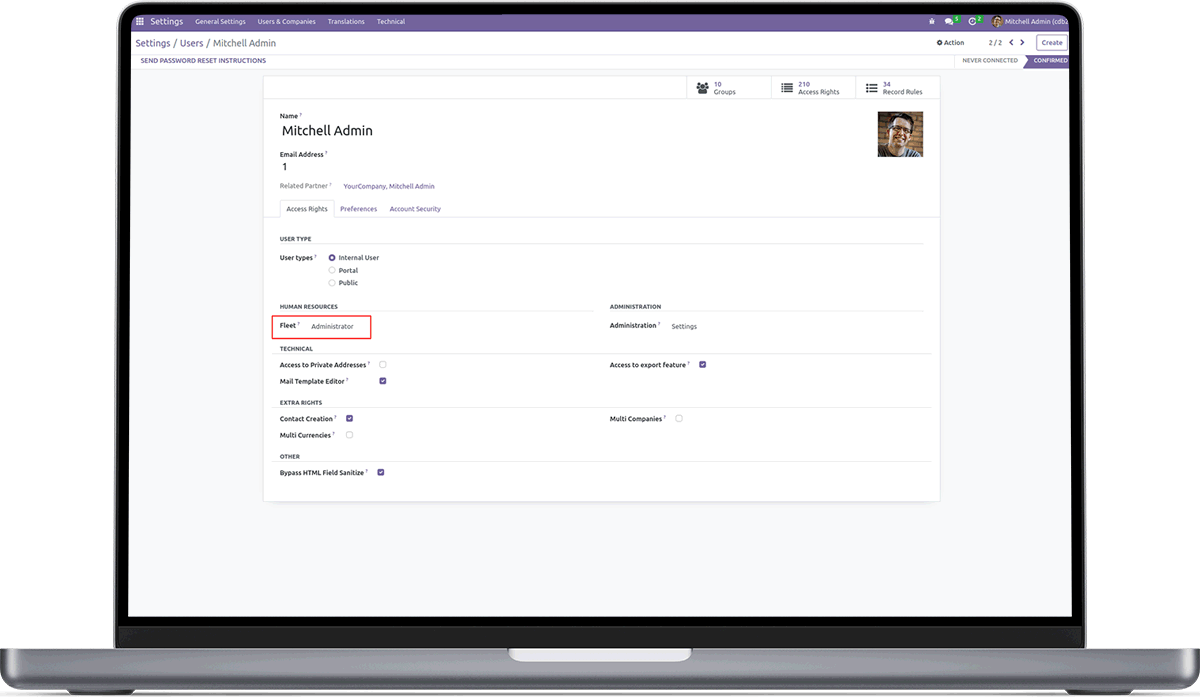 Settings General Settings Users & Companies Translations Technical 5 2 Mitchell Admin (cdb2
Settings / Users / Mitchell Admin Action 2 / 2 Create
SEND PASSWORD RESET INSTRUCTIONS NEVER CONNECTED CONFIRMED
10 Groups 210 Access Rights 34 Record Rules
Name ?
Mitchell Admin
Email Address ?
1
Related Partner ? YourCompany, Mitchell Admin
Access Rights Preferences Account Security
USER TYPE
User types ? Internal User
Portal
Public
HUMAN RESOURCES ADMINISTRATION
Fleet ? Administrator Administration ? Settings
TECHNICAL
Access to Private Addresses ? Access to export feature ?
Mail Template Editor ?
EXTRA RIGHTS
Contact Creation ? Multi Companies ?
Multi Currencies ?
OTHER
Bypass HTML Field Sanitize ?